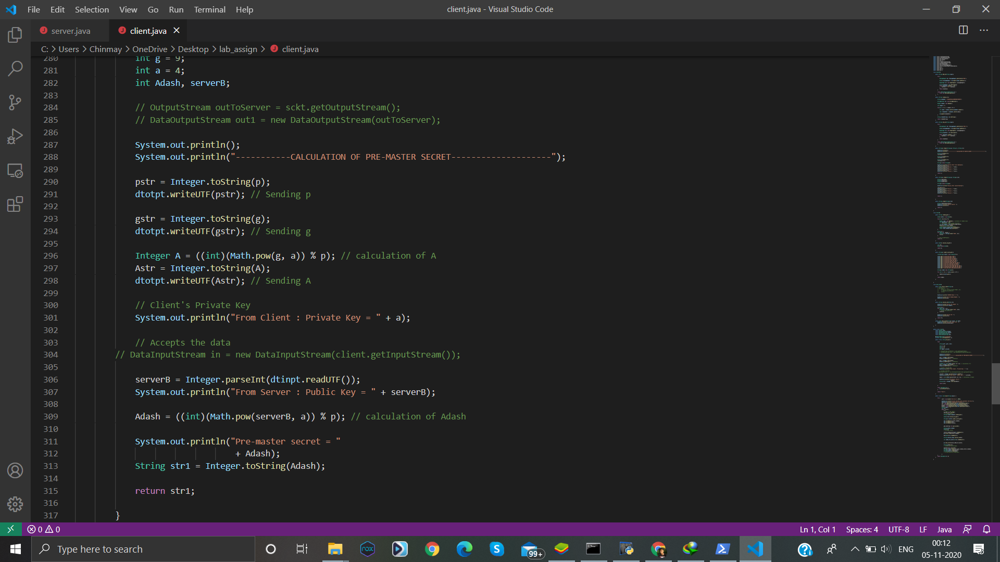 File Edit Selection View Go Run Terminal Help
client.java - Visual Studio Code
server.java
client.java
C: > Users > Chinmay > OneDrive > Desktop > lab_assign > client.java
280 int g = 9;
281 int a = 4;
282 int Adash, serverB;
283
284 // OutputStream outToServer = sckt.getOutputStream();
285 // DataOutputStream out1 = new DataOutputStream(outToServer);
286
287 System.out.println();
288 System.out.println("-----------CALCULATION OF PRE-MASTER SECRET--------------------");
289
290 pstr = Integer.toString(p);
291 dtotpt.writeUTF(pstr); // Sending p
292
293 gstr = Integer.toString(g);
294 dtotpt.writeUTF(gstr); // Sending g
295
296 Integer A = ((int)(Math.pow(g, a)) % p); // calculation of A
297 Astr = Integer.toString(A);
298 dtotpt.writeUTF(Astr); // Sending A
299
300 // Client's Private Key
301 System.out.println("From Client : Private Key = " + a);
302
303 // Accepts the data
304 // DataInputStream in = new DataInputStream(client.getInputStream());
305
306 serverB = Integer.parseInt(dtinpt.readUTF());
307 System.out.println("From Server : Public Key = " + serverB);
308
309 Adash = ((int)(Math.pow(serverB, a)) % p); // calculation of Adash
310
311 System.out.println("Pre-master secret = "
312 + Adash);
313 String str1 = Integer.toString(Adash);
314
315 return str1;
316
317 }
0 0
Ln 1, Col 1 Spaces: 4 UTF-8 LF Java
Type here to search
nox
99+
ENG
00:12
05-11-2020